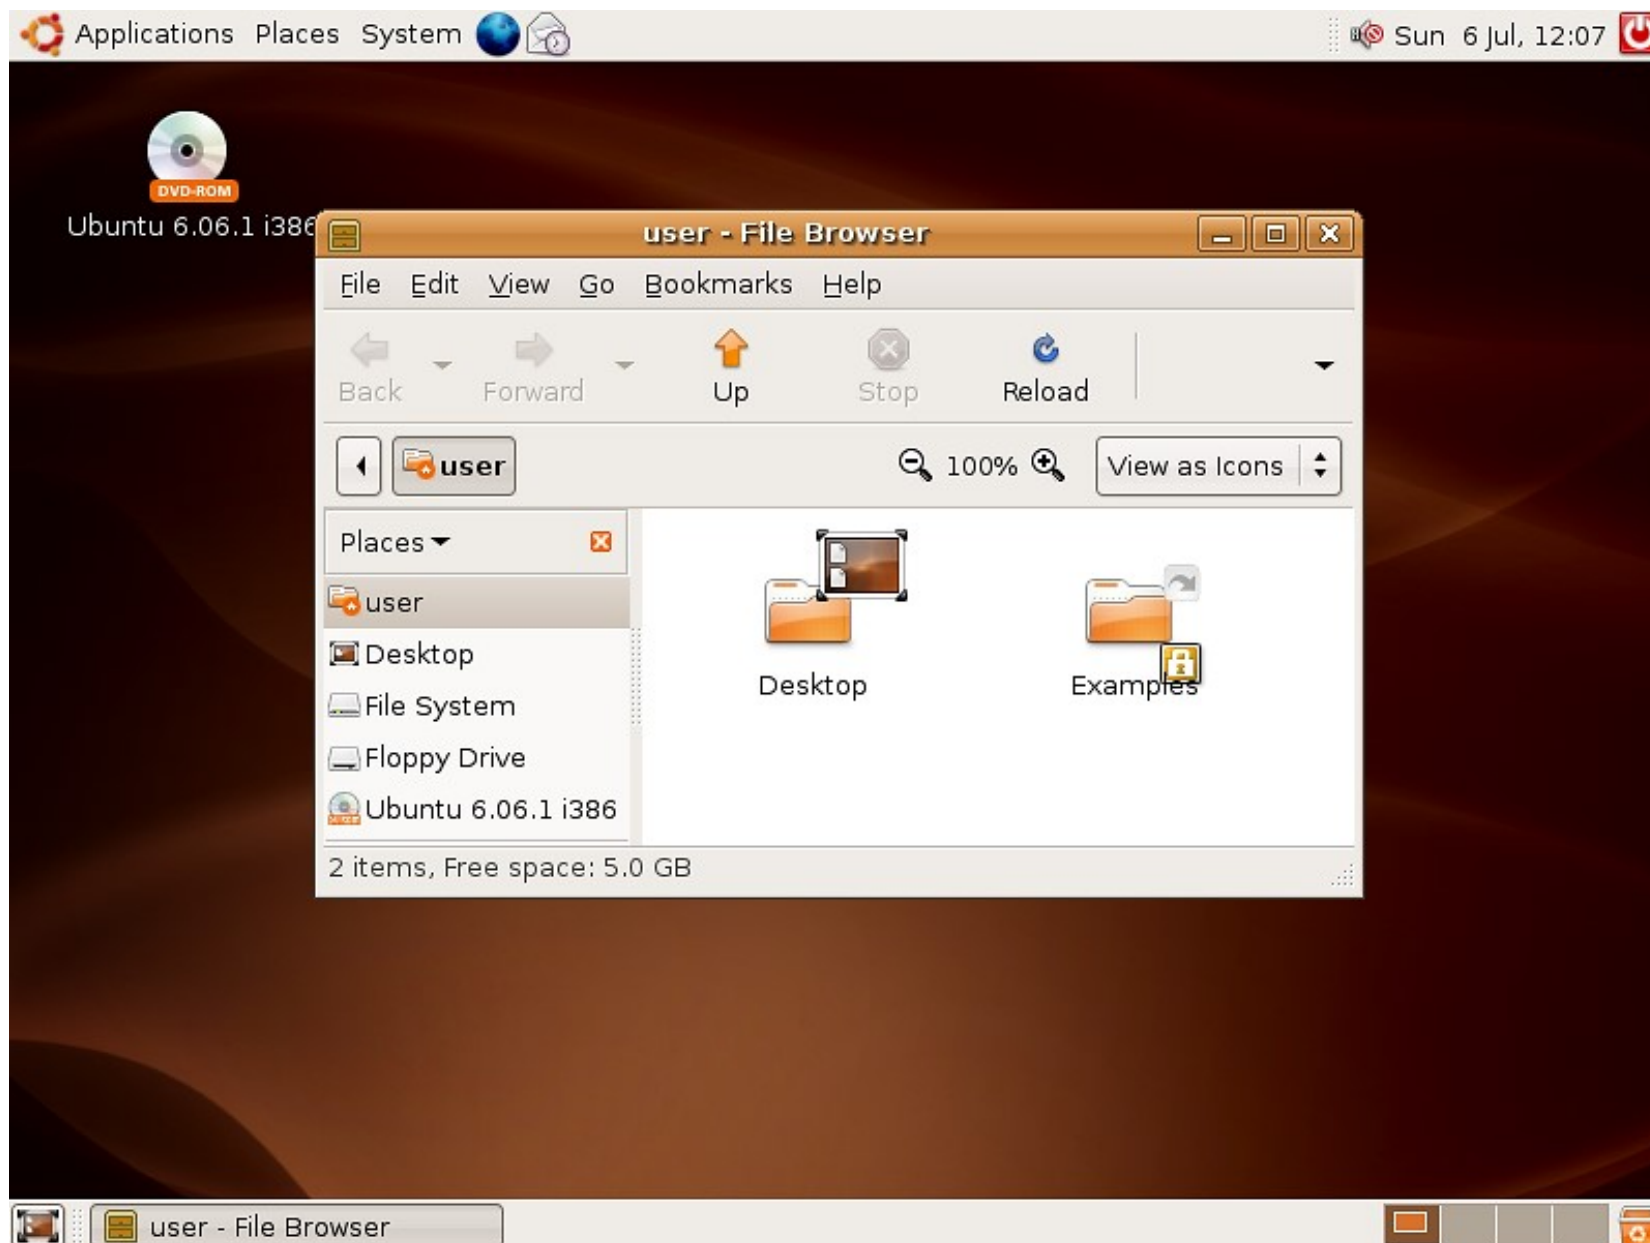 Applications Places System
Sun 6 Jul, 12:07
DVD-ROM
Ubuntu 6.06.1 i386
user - File Browser
File Edit View Go Bookmarks Help
Back Forward Up Stop Reload
user 100% View as Icons
Places
user
Desktop
File System
Floppy Drive
Ubuntu 6.06.1 i386
Desktop Examples
2 items, Free space: 5.0 GB
user - File Browser